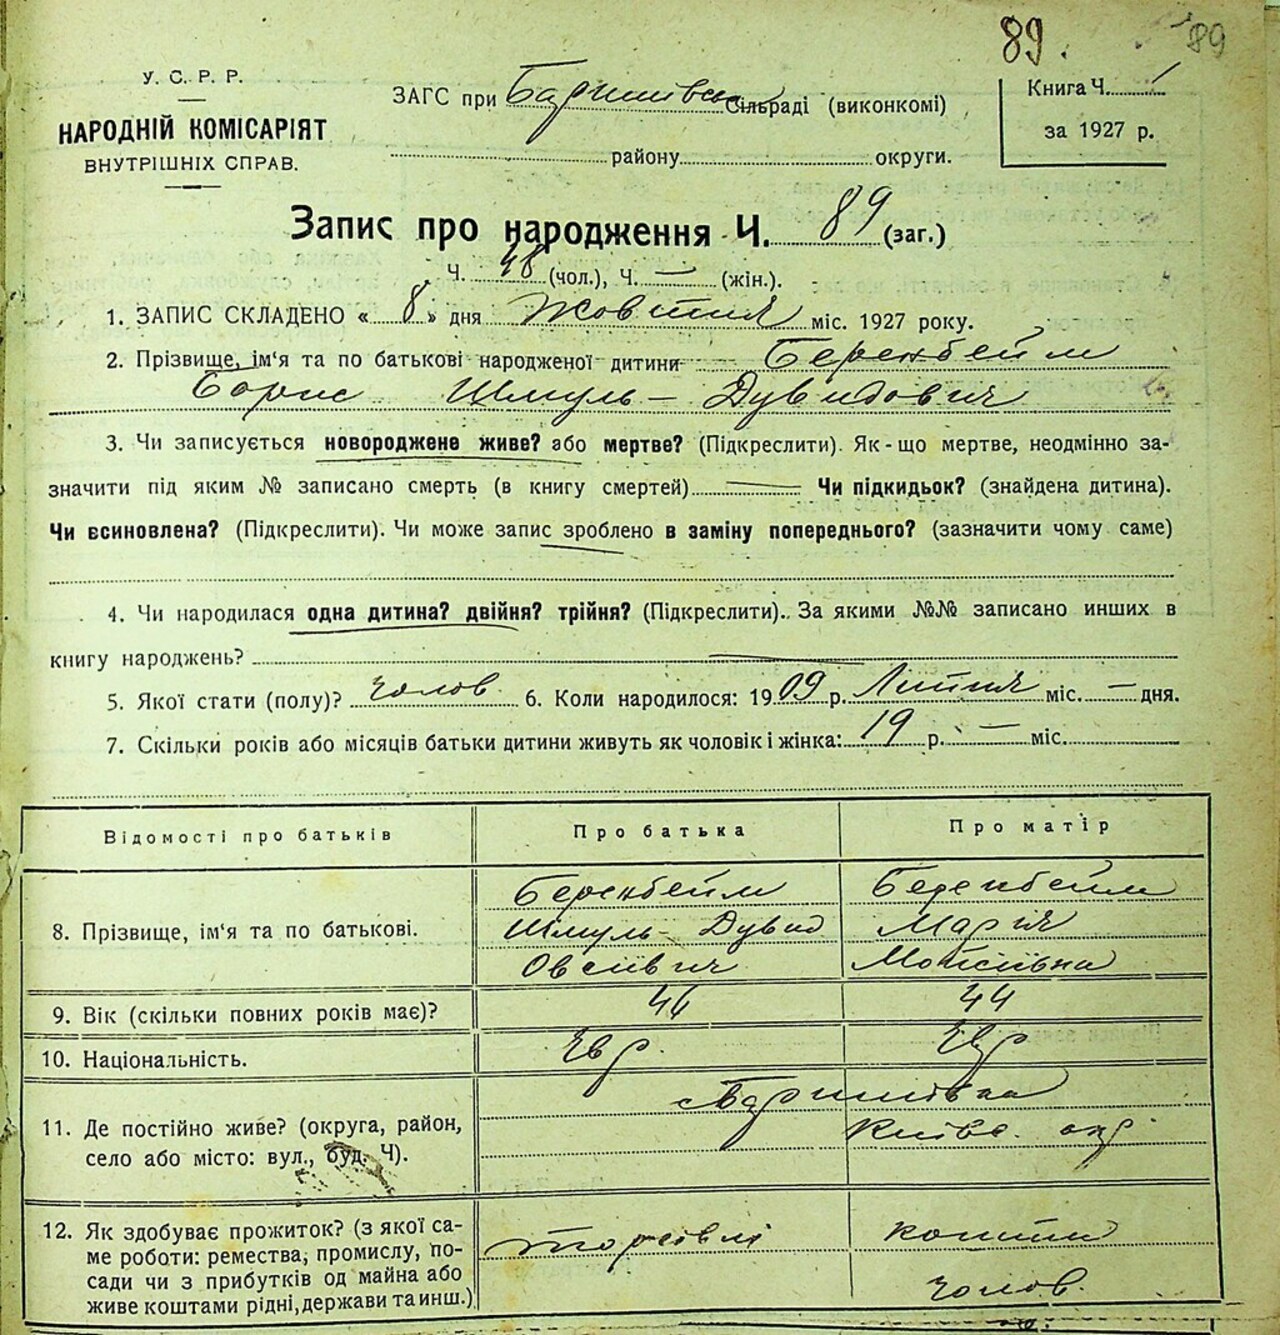 89. 89
У. С. Р. Р.
НАРОДНІЙ КОМІСАРІЯТ
ВНУТРІШНІХ СПРАВ.
ЗАГС при Баришівськ Сільраді (виконкомі)
району округи.
Книга Ч.
за 1927 р.
Запис про народження Ч. 89 (заг.)
Ч. 48 (чол.), Ч. — (жін.).
1. ЗАПИС СКЛАДЕНО « 8 » дня Жовтня міс. 1927 року.
2. Прізвище, ім‘я та по батькові народженої дитини Беренбейм
Борис Шмуль – Дувидович
3. Чи записується новороджене живе? або мертве? (Підкреслити). Як-що мертве, неодмінно за-
значити під яким № записано смерть (в книгу смертей) — Чи підкидьок? (знайдена дитина).
Чи всиновлена? (Підкреслити). Чи може запис зроблено в заміну попереднього? (зазначити чому саме)
4. Чи народилася одна дитина? двійня? трійня? (Підкреслити). За якими №№ записано инших в
книгу народжень? —
5. Якої стати (полу)? чолов. 6. Коли народилося: 1909 р. Липня міс. — дня.
7. Скільки років або місяців батьки дитини живуть як чоловік і жінка: 19 р. — міс.
Відомості про батьків Про батька Про матір
8. Прізвище, ім‘я та по батькові. Беренбейм Шмуль- Дувид Овсіївич Беренбейм Марія Мойсіївна
9. Вік (скільки повних років має)? 46 44
10. Національність. Євр. Євр
11. Де постійно живе? (округа, район,
село або місто: вул., буд. Ч). Баришівка Київс. окр.
12. Як здобуває прожиток? (з якої са-
ме роботи: ремества, промислу, по-
сади чи з прибутків од майна або
живе коштами рідні, держави та инш.) торгівлі кошти чолов.